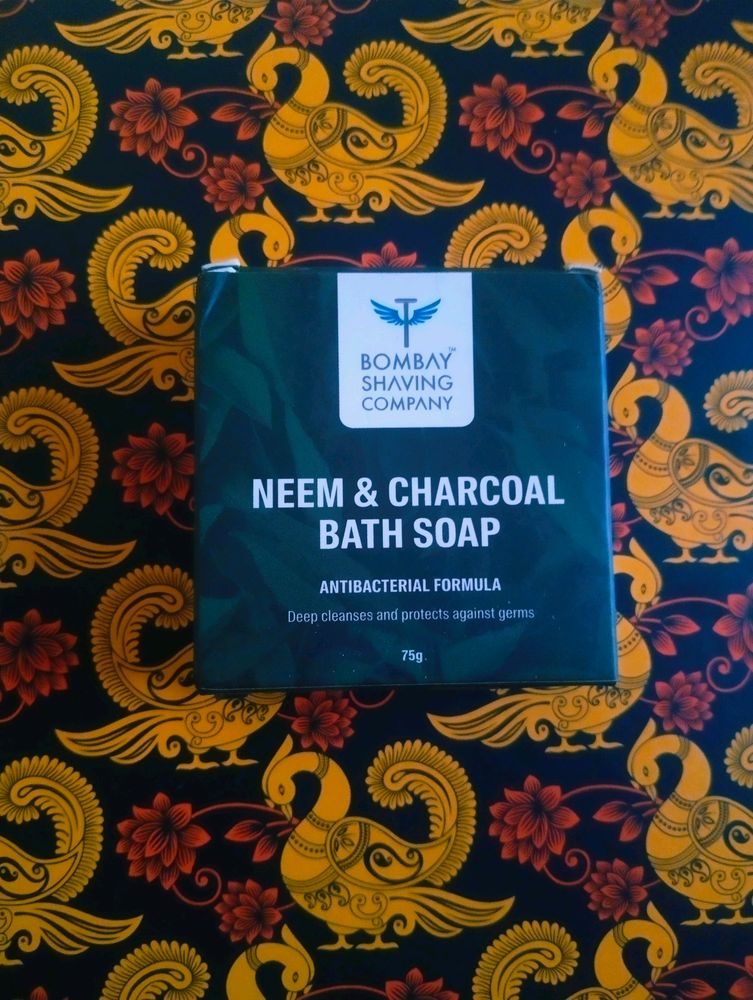 BOMBAY™
SHAVING
COMPANY
NEEM & CHARCOAL
BATH SOAP
ANTIBACTERIAL FORMULA
Deep cleanses and protects against germs
75g